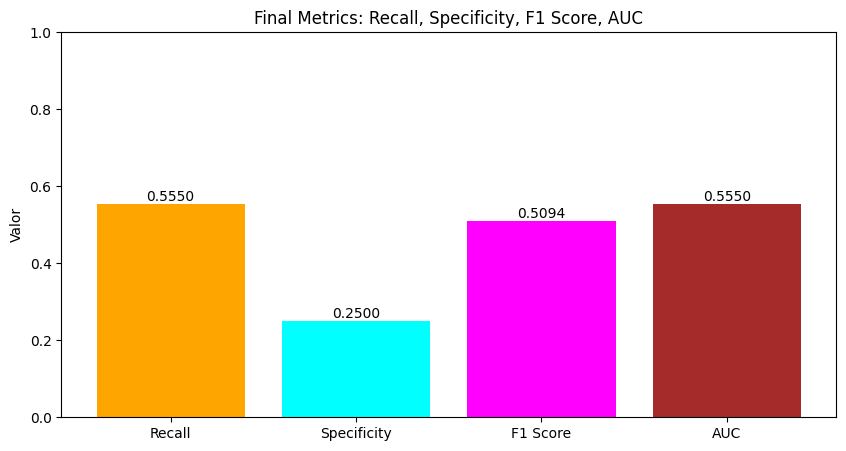 Final Metrics: Recall, Specificity, F1 Score, AUC
1.0
0.8
0.6
0.4
0.2
0.0
Valor
0.5550
0.2500
0.5094
0.5550
Recall
Specificity
F1 Score
AUC